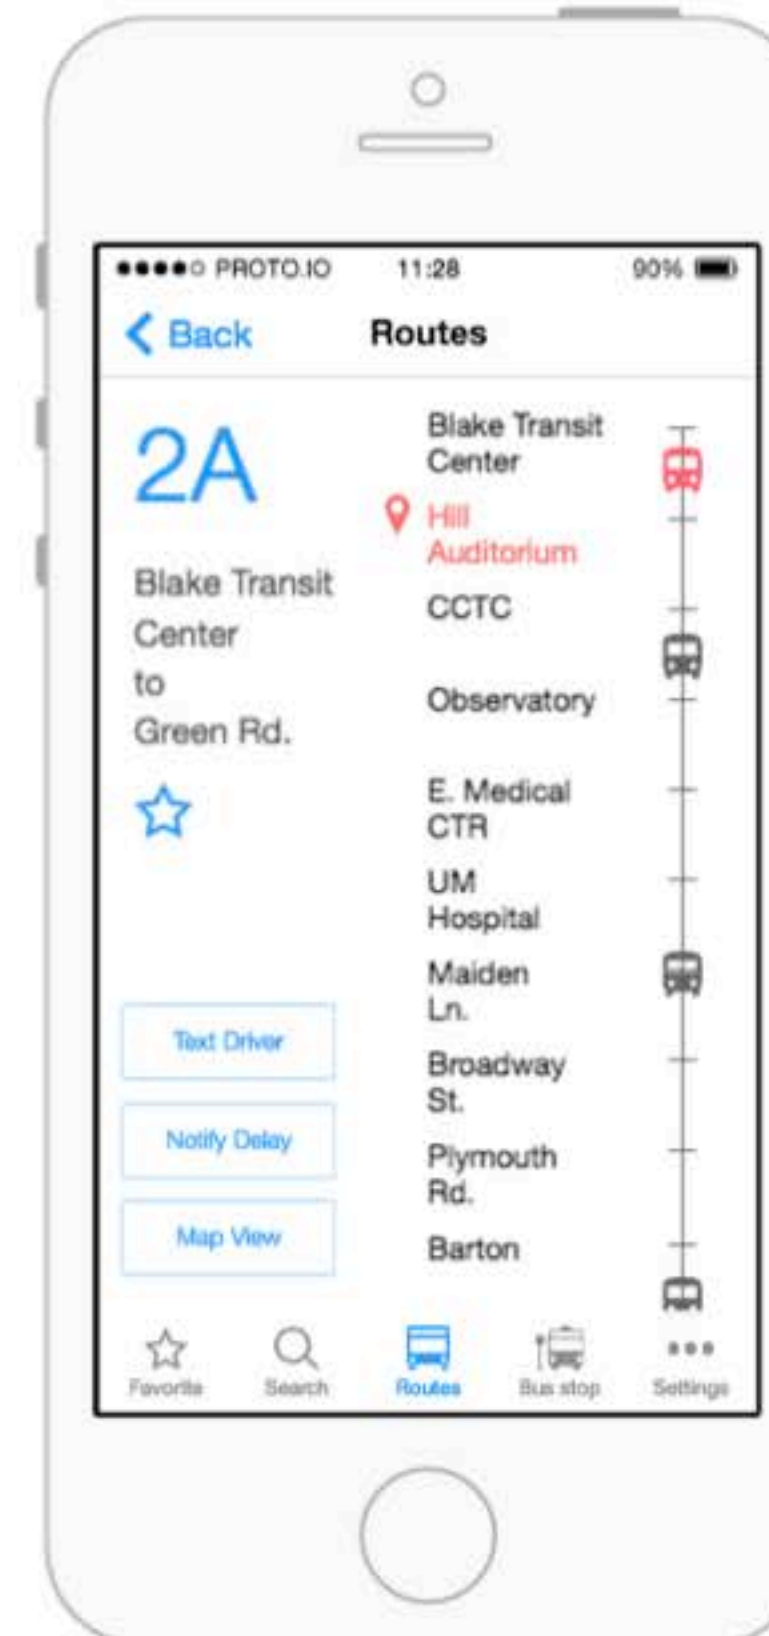 PROTO.IO 11:28 90%
Back Routes
2A
Blake Transit
Center
to
Green Rd.
Text Driver
Notify Delay
Map View
Blake Transit
Center
Hill
Auditorium
CCTC
Observatory
E. Medical
CTR
UM
Hospital
Maiden
Ln.
Broadway
St.
Plymouth
Rd.
Barton
Favorite Search Routes Bus stop Settings